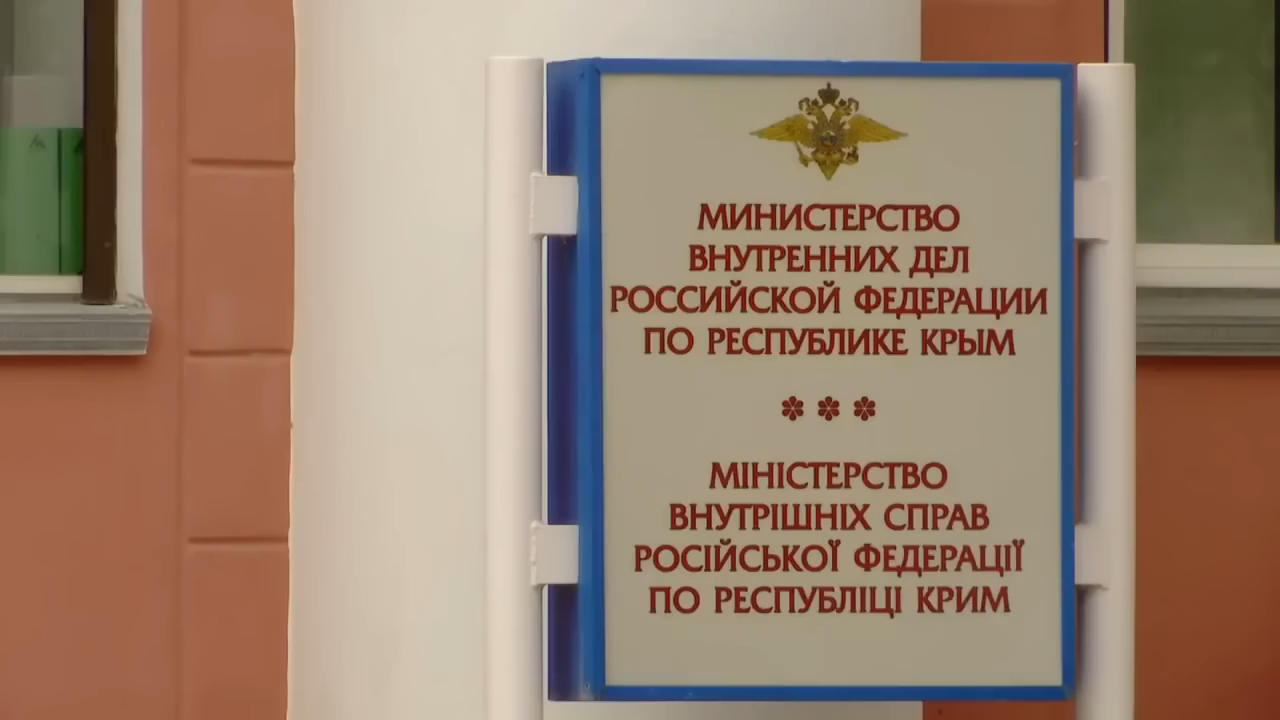 МИНИСТЕРСТВО
ВНУТРЕННИХ ДЕЛ
РОССИЙСКОЙ ФЕДЕРАЦИИ
ПО РЕСПУБЛИКЕ КРЫМ
МІНІСТЕРСТВО
ВНУТРІШНІХ СПРАВ
РОСІЙСЬКОЇ ФЕДЕРАЦІЇ
ПО РЕСПУБЛІЦІ КРИМ